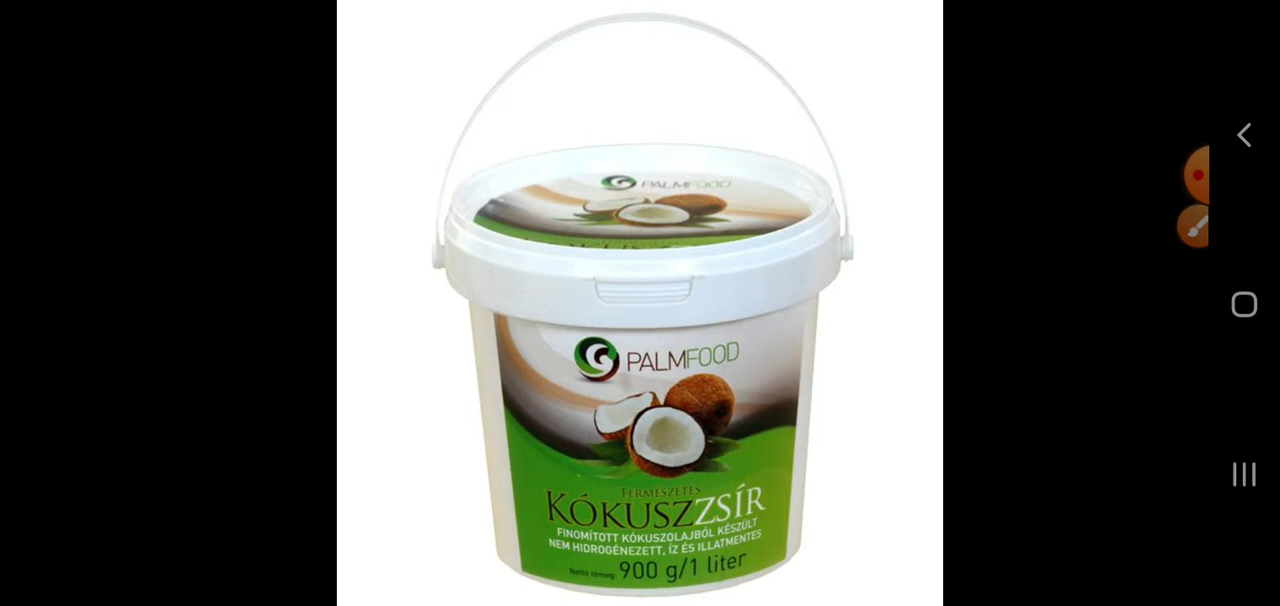 PALMFOOD
PALMFOOD
TERMÉSZETES
KÓKUSZZSÍR
FINOMÍTOTT KÓKUSZOLAJBÓL KÉSZÜLT
NEM HIDROGÉNEZETT, ÍZ ÉS ILLATMENTES
Nettó tömeg: 900 g/1 liter